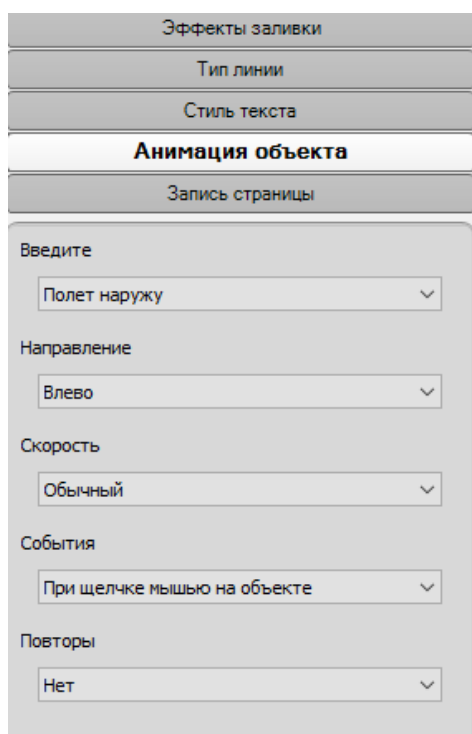 Эффекты заливки
Тип линии
Стиль текста
Анимация объекта
Запись страницы
Введите
Полет наружу
Направление
Влево
Скорость
Обычный
События
При щелчке мышью на объекте
Повторы
Нет